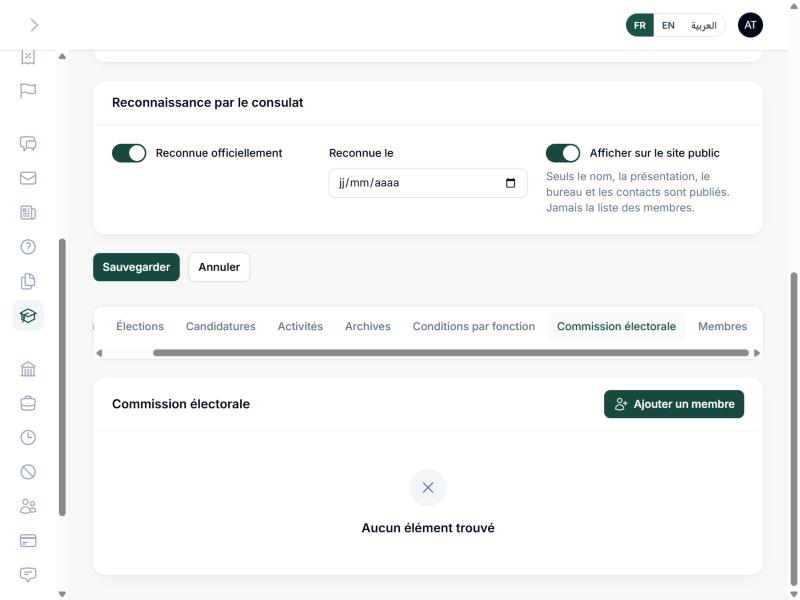 FR EN العربية AT
Reconnaissance par le consulat
Reconnue officiellement
Reconnue le
jj/mm/aaaa
Afficher sur le site public
Seuls le nom, la présentation, le
bureau et les contacts sont publiés.
Jamais la liste des membres.
Sauvegarder Annuler
Élections Candidatures Activités Archives Conditions par fonction Commission électorale Membres
Commission électorale
Ajouter un membre
Aucun élément trouvé